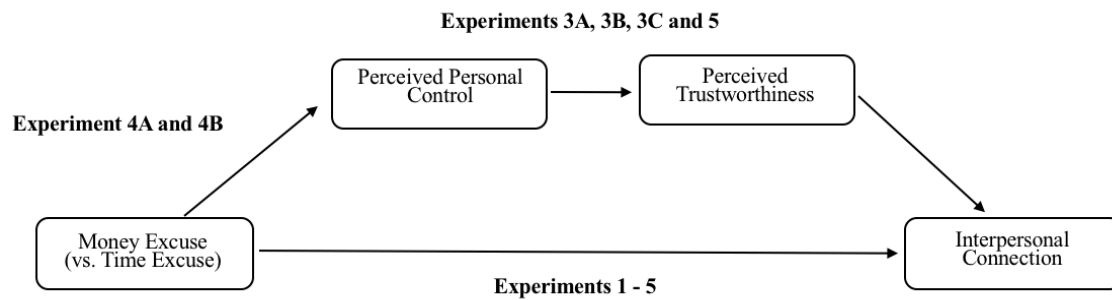 Experiments 3A, 3B, 3C and 5
Perceived Personal
Control
Perceived
Trustworthiness
Experiment 4A and 4B
Money Excuse
(vs. Time Excuse)
Interpersonal
Connection
Experiments 1 - 5